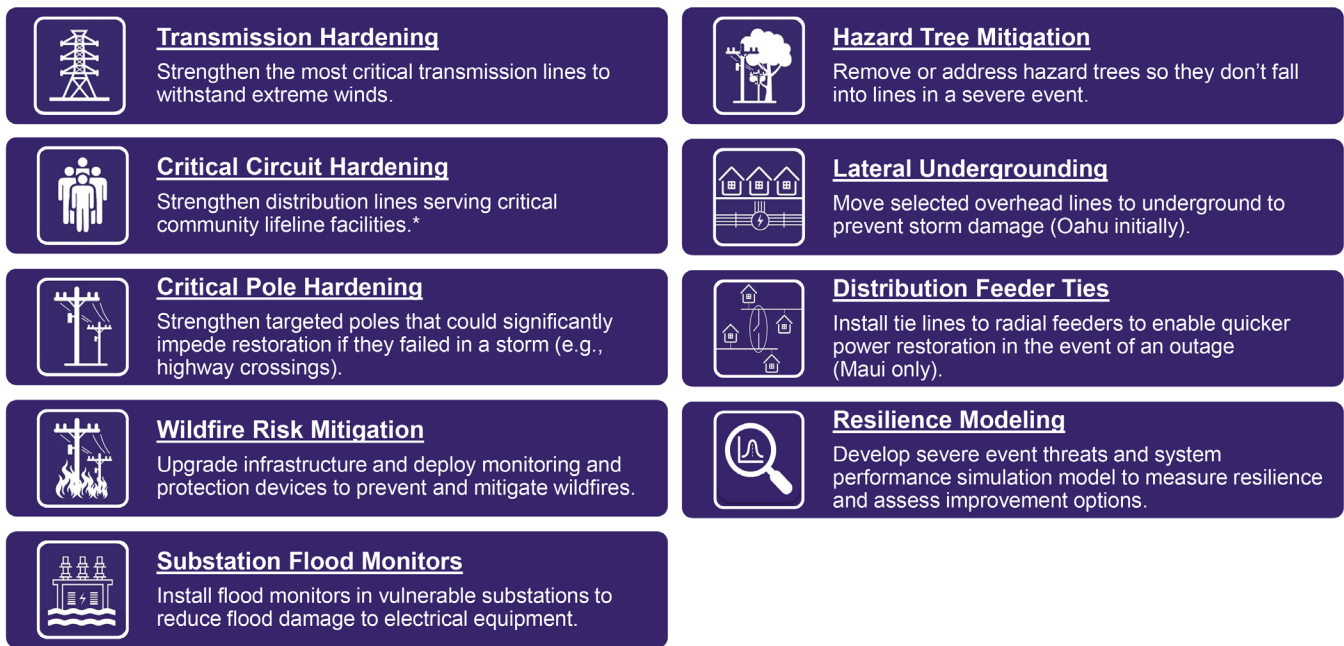 Transmission Hardening
Strengthen the most critical transmission lines to
withstand extreme winds.
Critical Circuit Hardening
Strengthen distribution lines serving critical
community lifeline facilities.*
Critical Pole Hardening
Strengthen targeted poles that could significantly
impede restoration if they failed in a storm (e.g.,
highway crossings).
Wildfire Risk Mitigation
Upgrade infrastructure and deploy monitoring and
protection devices to prevent and mitigate wildfires.
Substation Flood Monitors
Install flood monitors in vulnerable substations to
reduce flood damage to electrical equipment.
Hazard Tree Mitigation
Remove or address hazard trees so they don’t fall
into lines in a severe event.
Lateral Undergrounding
Move selected overhead lines to underground to
prevent storm damage (Oahu initially).
Distribution Feeder Ties
Install tie lines to radial feeders to enable quicker
power restoration in the event of an outage
(Maui only).
Resilience Modeling
Develop severe event threats and system
performance simulation model to measure resilience
and assess improvement options.